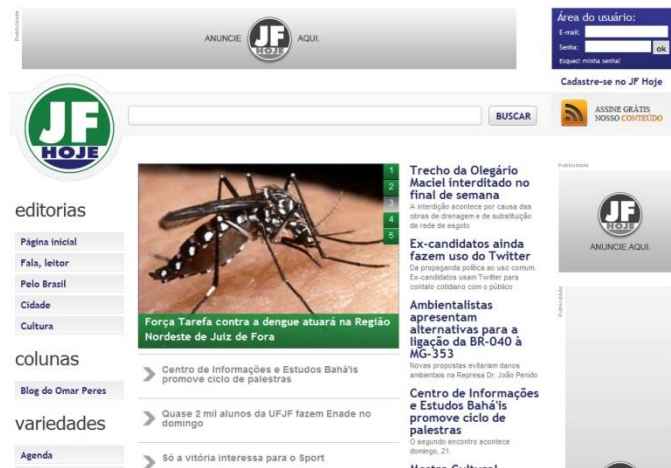 Publicidade
ANUNCIE JF HOJE AQUI.
Área do usuário:
E-mail:
Senha:
ok
Esqueci minha senha!
Cadastre-se no JF Hoje
JF
HOJE
BUSCAR
ASSINE GRÁTIS
NOSSO CONTEÚDO
editorias
Página inicial
Fala, leitor
Pelo Brasil
Cidade
Cultura
colunas
Blog do Omar Peres
variedades
Agenda
1
2
3
4
5
Força Tarefa contra a dengue atuará na Região
Nordeste de Juiz de Fora
Centro de Informações e Estudos Bahá'is
promove ciclo de palestras
Quase 2 mil alunos da UFJF fazem Enade no
domingo
Só a vitória interessa para o Sport
Trecho da Olegário
Maciel interditado no
final de semana
A interdição acontece por causa das
obras de drenagem e de substituição
de rede de esgoto
Ex-candidatos ainda
fazem uso do Twitter
Da propaganda política ao uso comum.
Ex-candidatos usam Twitter para
contato cotidiano com o público
Ambientalistas
apresentam
alternativas para a
ligação da BR-040 à
MG-353
Novas propostas evitariam danos
ambientais na Represa Dr. João Penido
Centro de Informações
e Estudos Bahá'is
promove ciclo de
palestras
O segundo encontro acontece
domingo, 21.
Mostra Cultural
Publicidade
JF
HOJE
ANUNCIE AQUI.
Publicidade